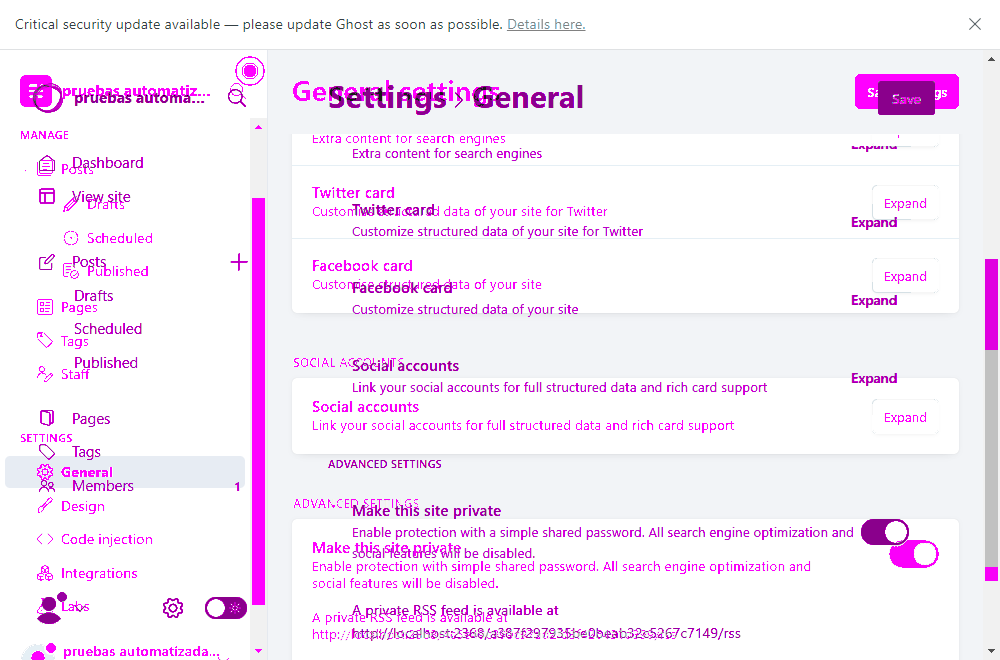 Critical security update available — please update Ghost as soon as possible. Details here.
pruebas automatiz...
pruebas automa...
General settings
Settings › General
Save
MANAGE
Dashboard
Posts
View site
Drafts
Scheduled
Posts
Published
Drafts
Pages
Scheduled
Tags
Published
Staff
Pages
SETTINGS
Tags
General
Members 1
Design
Code injection
Integrations
Labs
pruebas automatizada...
Extra content for search engines
Extra content for search engines
Expand
Twitter card
Customise structured data of your site for Twitter
Expand
Twitter card
Customize structured data of your site for Twitter
Expand
Facebook card
Customise structured data of your site
Expand
Facebook card
Customize structured data of your site
Expand
SOCIAL ACCOUNTS
Social accounts
Link your social accounts for full structured data and rich card support
Expand
Social accounts
Link your social accounts for full structured data and rich card support
Expand
ADVANCED SETTINGS
ADVANCED SETTINGS
Make this site private
Enable protection with a simple shared password. All search engine optimization and
social features will be disabled.
Make this site private
Enable protection with simple shared password. All search engine optimization and
social features will be disabled.
A private RSS feed is available at
A private RSS feed is available at